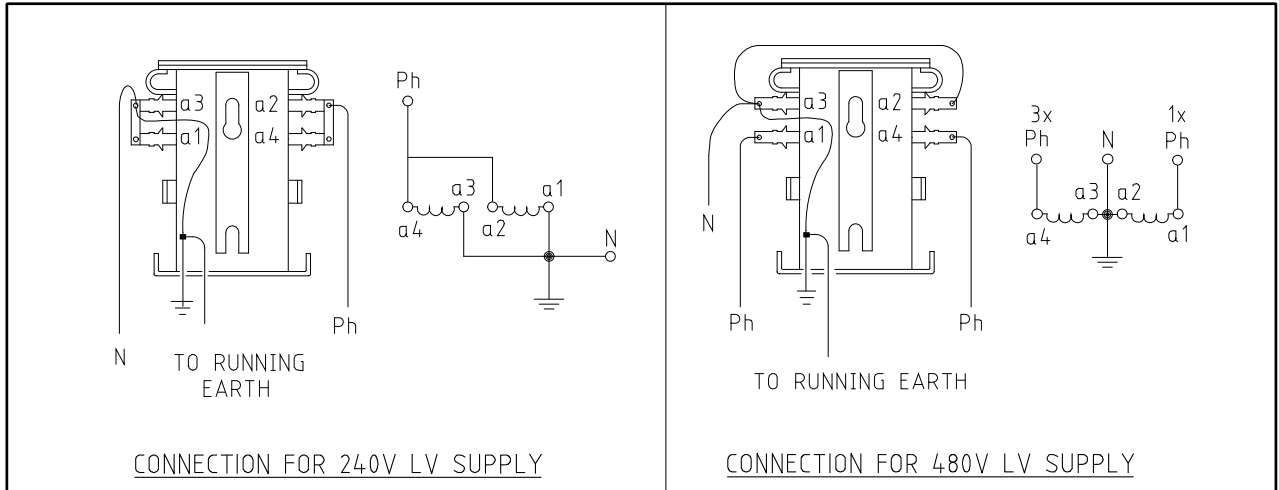 a3 a2
a1 a4
N
Ph
TO RUNNING
EARTH
Ph
a3 a1
a4 a2
N
CONNECTION FOR 240V LV SUPPLY
a3 a2
a1 a4
N
Ph
Ph
TO RUNNING EARTH
3x
Ph
N
1x
Ph
a3 a2
a4 a1
CONNECTION FOR 480V LV SUPPLY